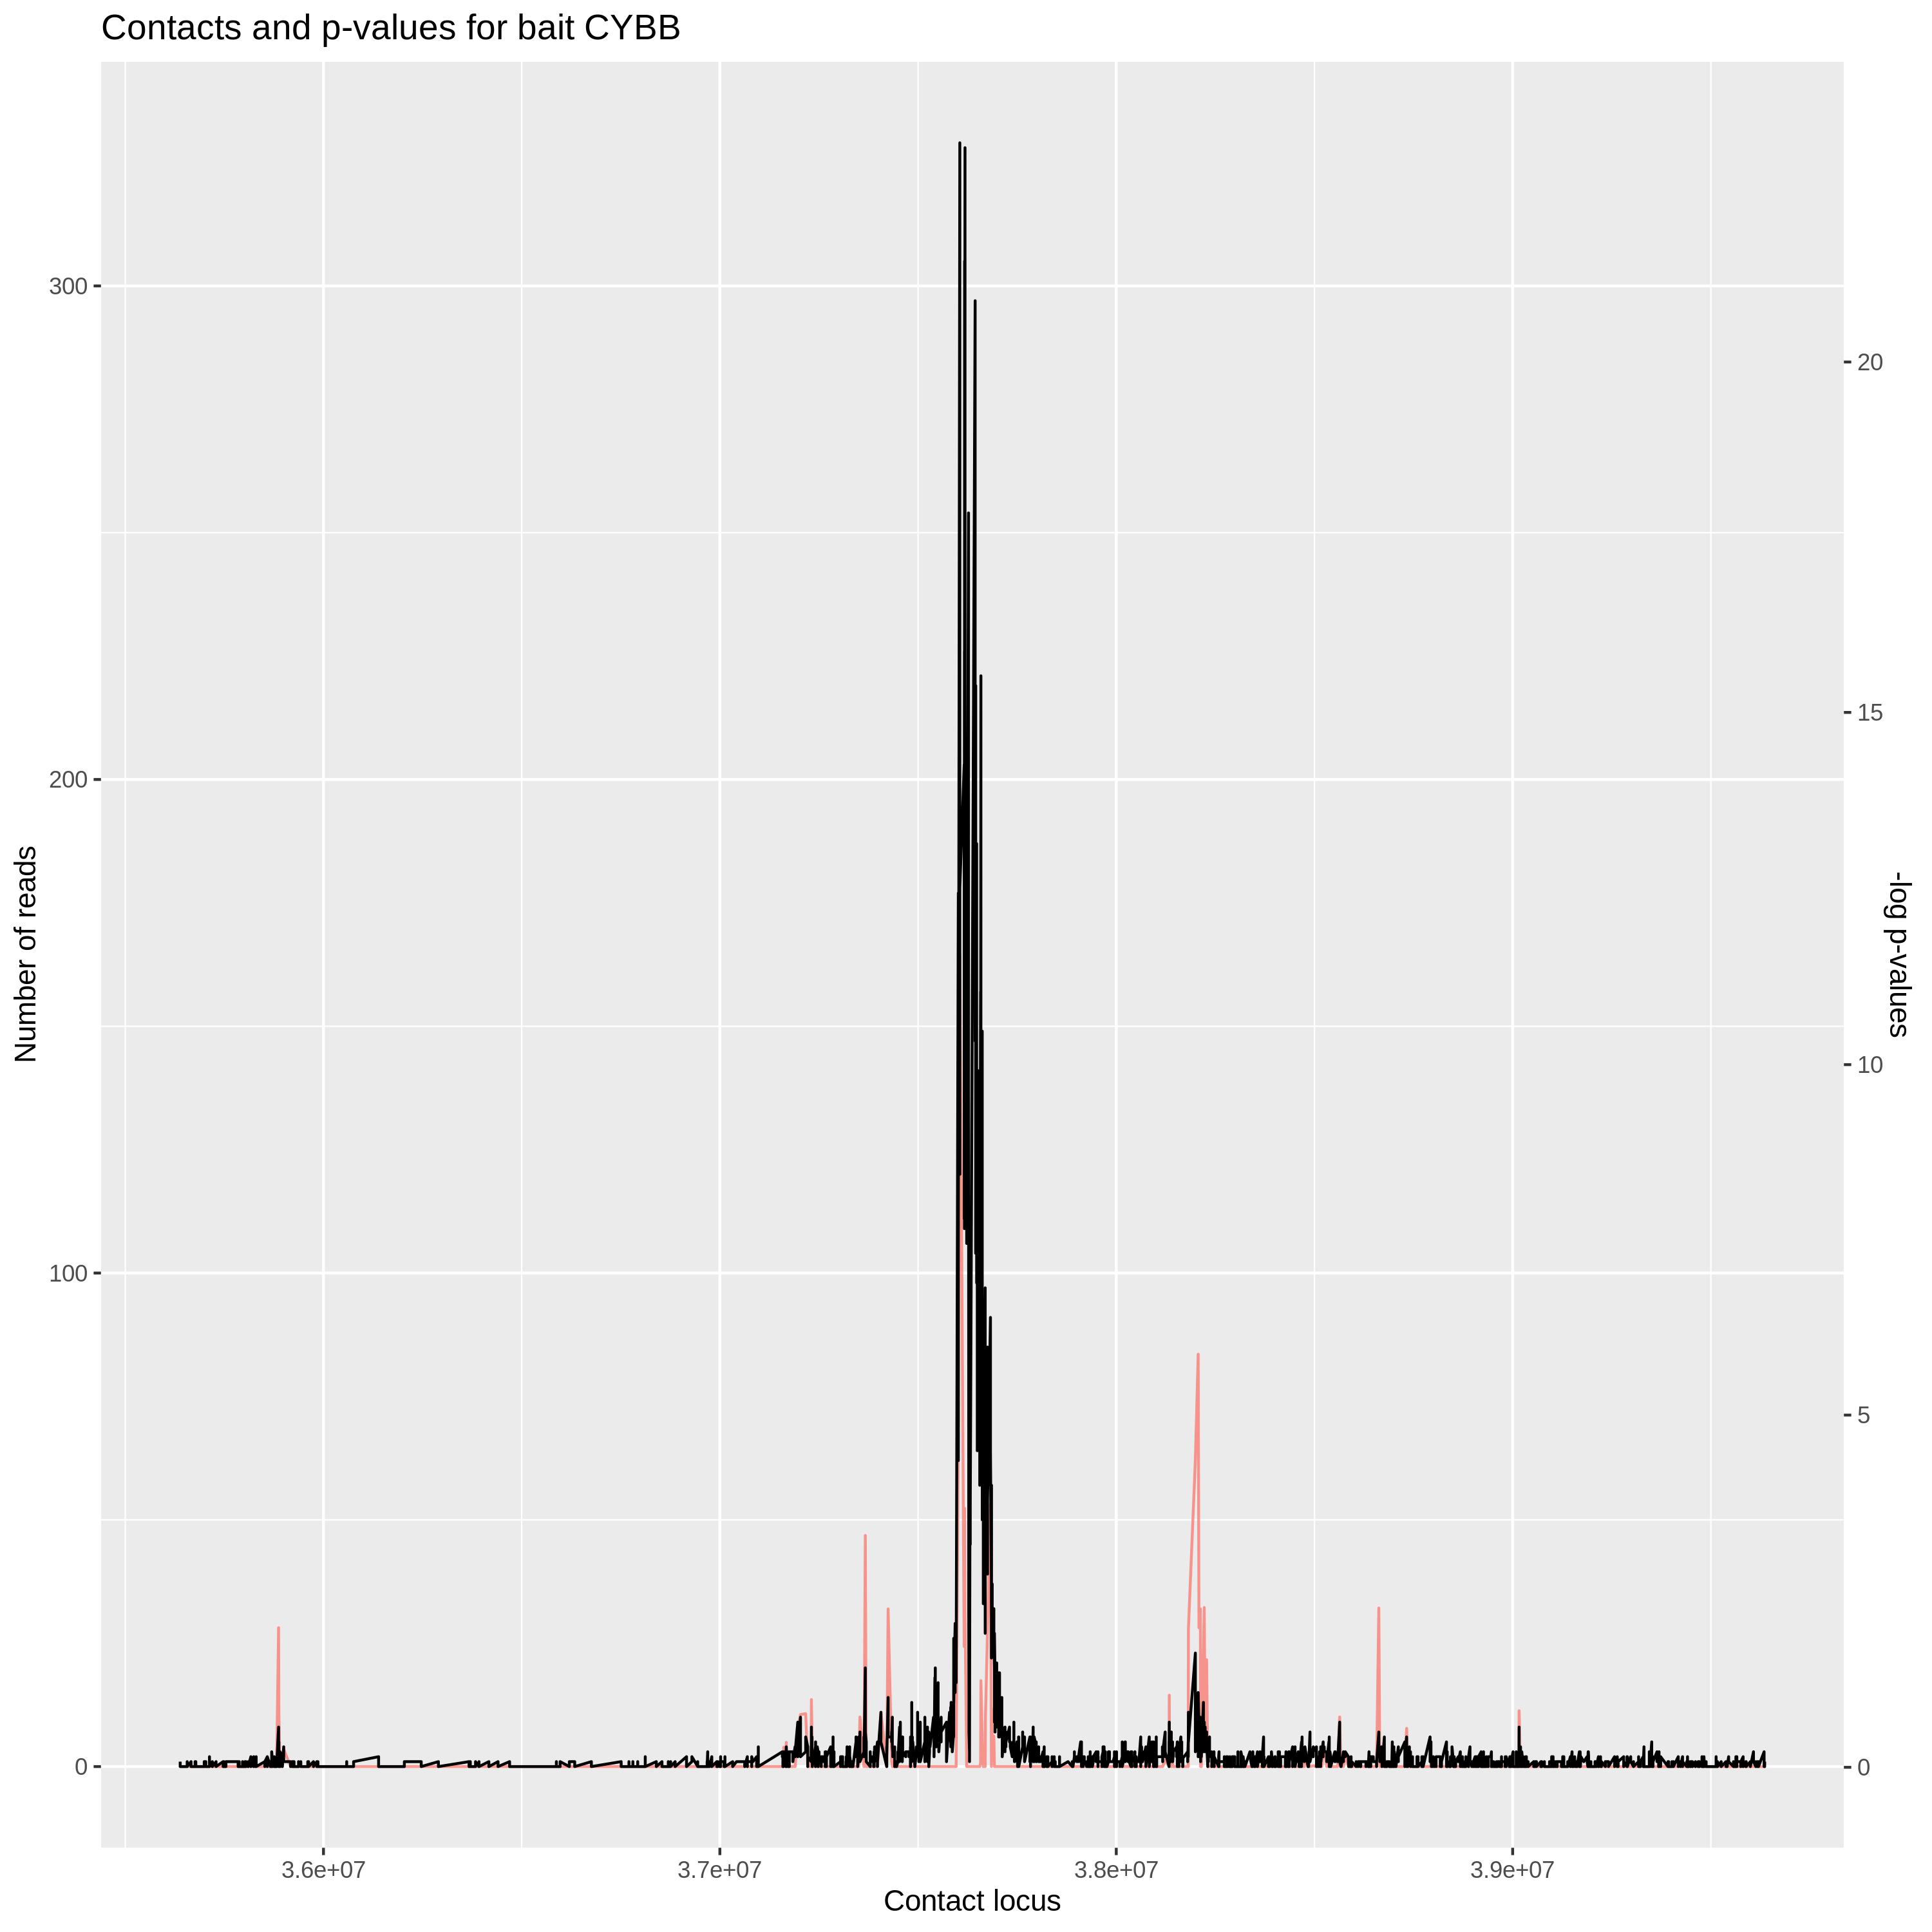 Contacts and p-values for bait CYBB
300
200
100
0
Number of reads
20
15
10
5
0
-log p-values
3.6e+07
3.7e+07
3.8e+07
3.9e+07
Contact locus